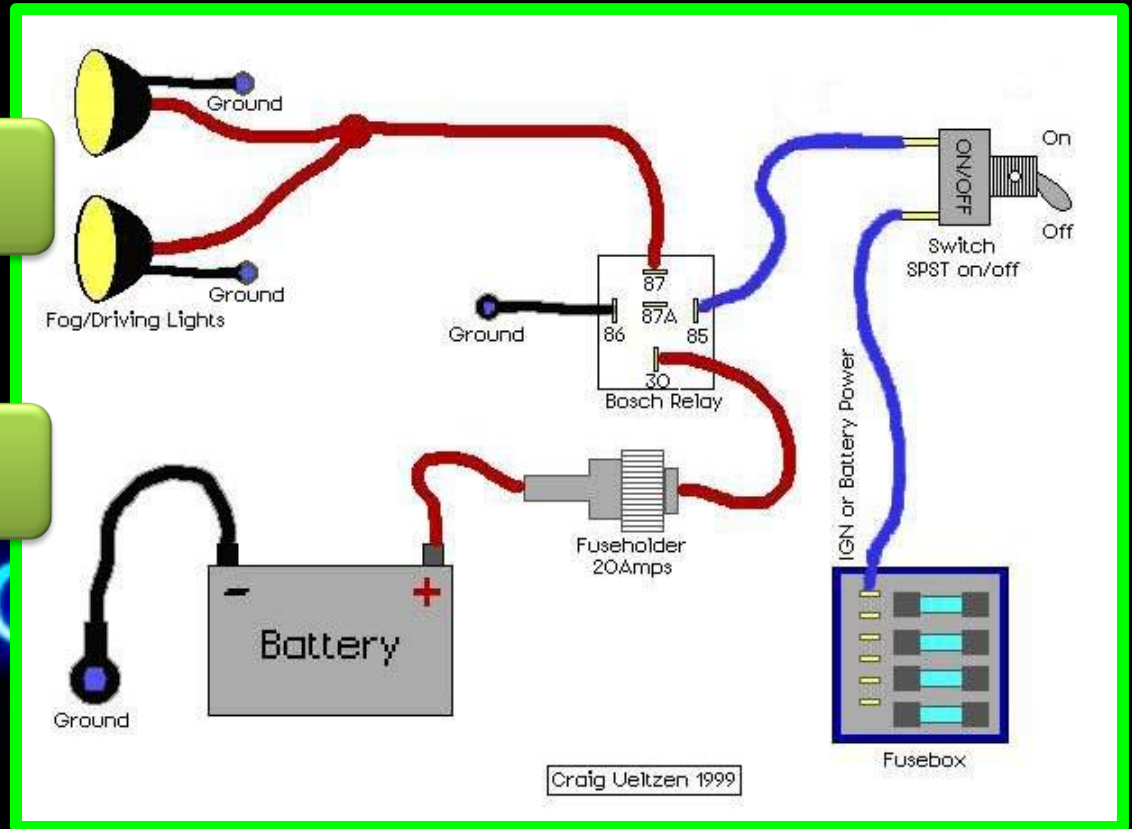 Ground
On
ON/OFF
Off
Switch
SPST on/off
Ground
Fog/Driving Lights
Ground
87
87A
86
85
30
Bosch Relay
IGN or Battery Power
Fuseholder
20Amps
- +
Battery
Ground
Fusebox
Craig Ueltzen 1999